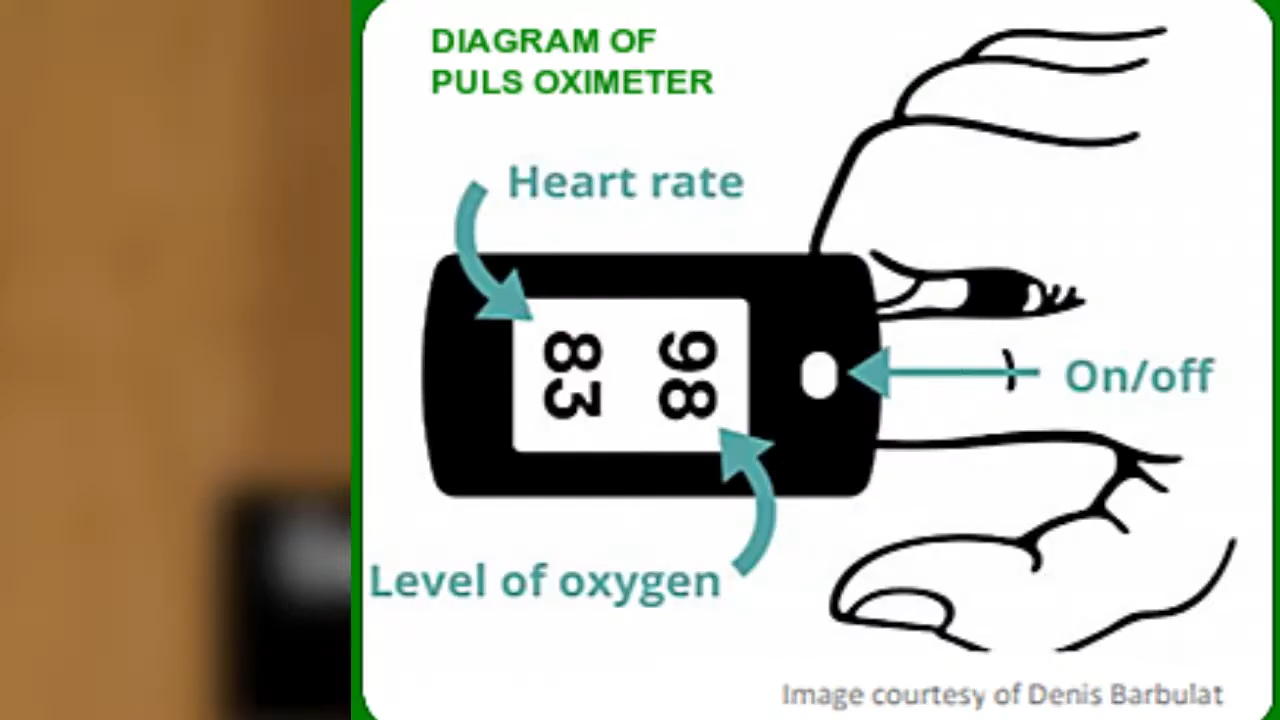 DIAGRAM OF
PULS OXIMETER
Heart rate
83
98
On/off
Level of oxygen
Image courtesy of Denis Barbulat